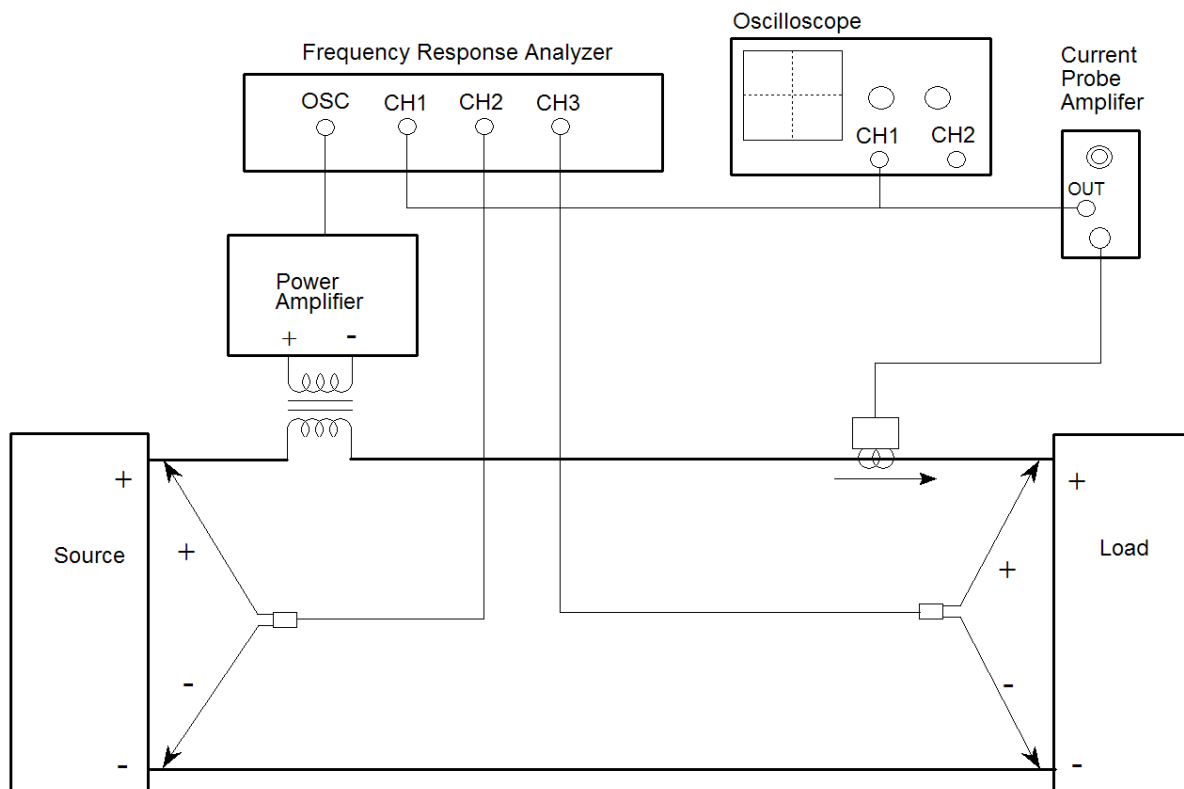 Oscilloscope
Frequency Response Analyzer
Current
Probe
Amplifer
OSC
CH1
CH2
CH3
CH1
CH2
OUT
Power
Amplifier
+
-
+
+
Source
+
Load
+
-
-
-
-